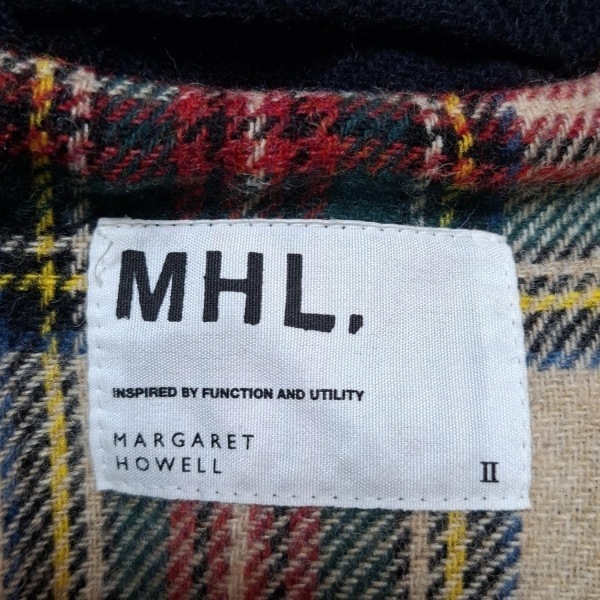 MHL.
INSPIRED BY FUNCTION AND UTILITY
MARGARET
HOWELL
II